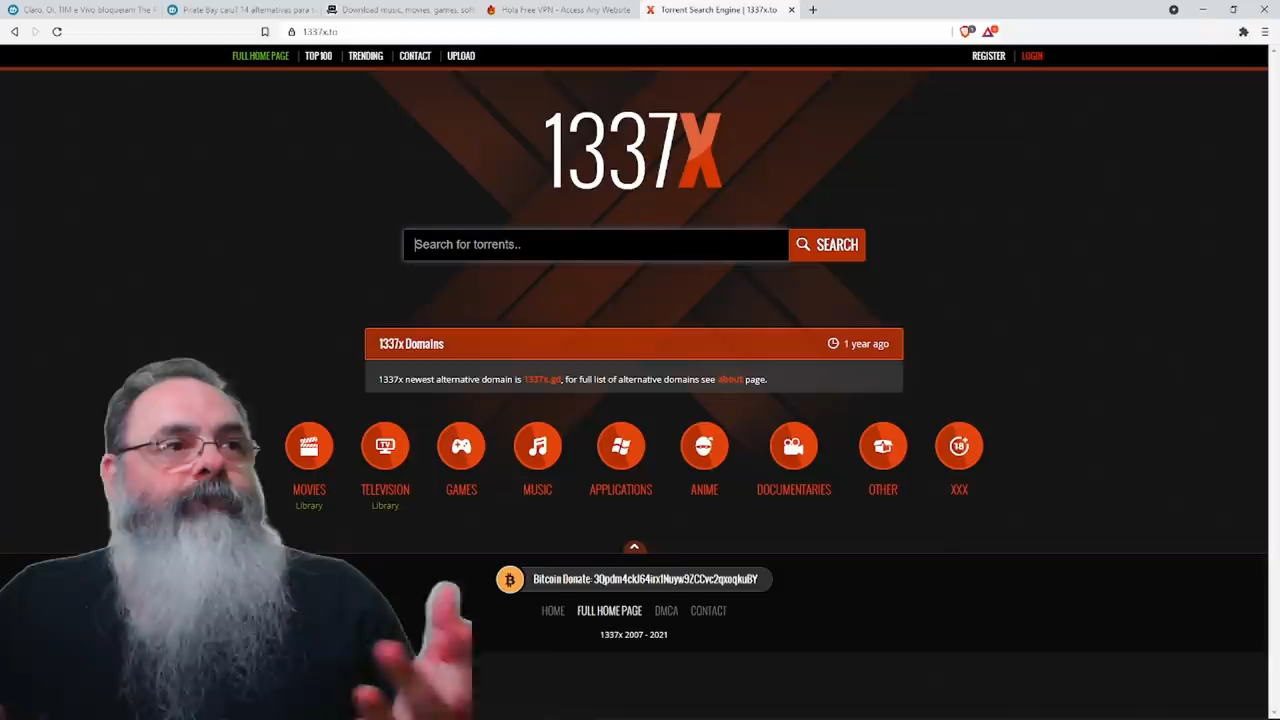 Claro, Oi, TIM e Vivo bloqueram The P
Pirate Bay caiu? 14 alternativas para
Download music, movies, games, soft
Hola Free VPN - Access Any Website
Torrent Search Engine | 1337x.to
1337x.to
FULL HOME PAGE
TOP 100
TRENDING
CONTACT
UPLOAD
REGISTER
LOGIN
1337X
Search for torrents..
SEARCH
1337x Domains
1 year ago
1337x newest alternative domain is 1337x.gd, for full list of alternative domains see about page.
TV
18+
MOVIES
TELEVISION
GAMES
MUSIC
APPLICATIONS
ANIME
DOCUMENTARIES
OTHER
XXX
Library
Library
Bitcoin Donate:
HOME
FULL HOME PAGE
DMCA
CONTACT
1337x 2007 - 2021